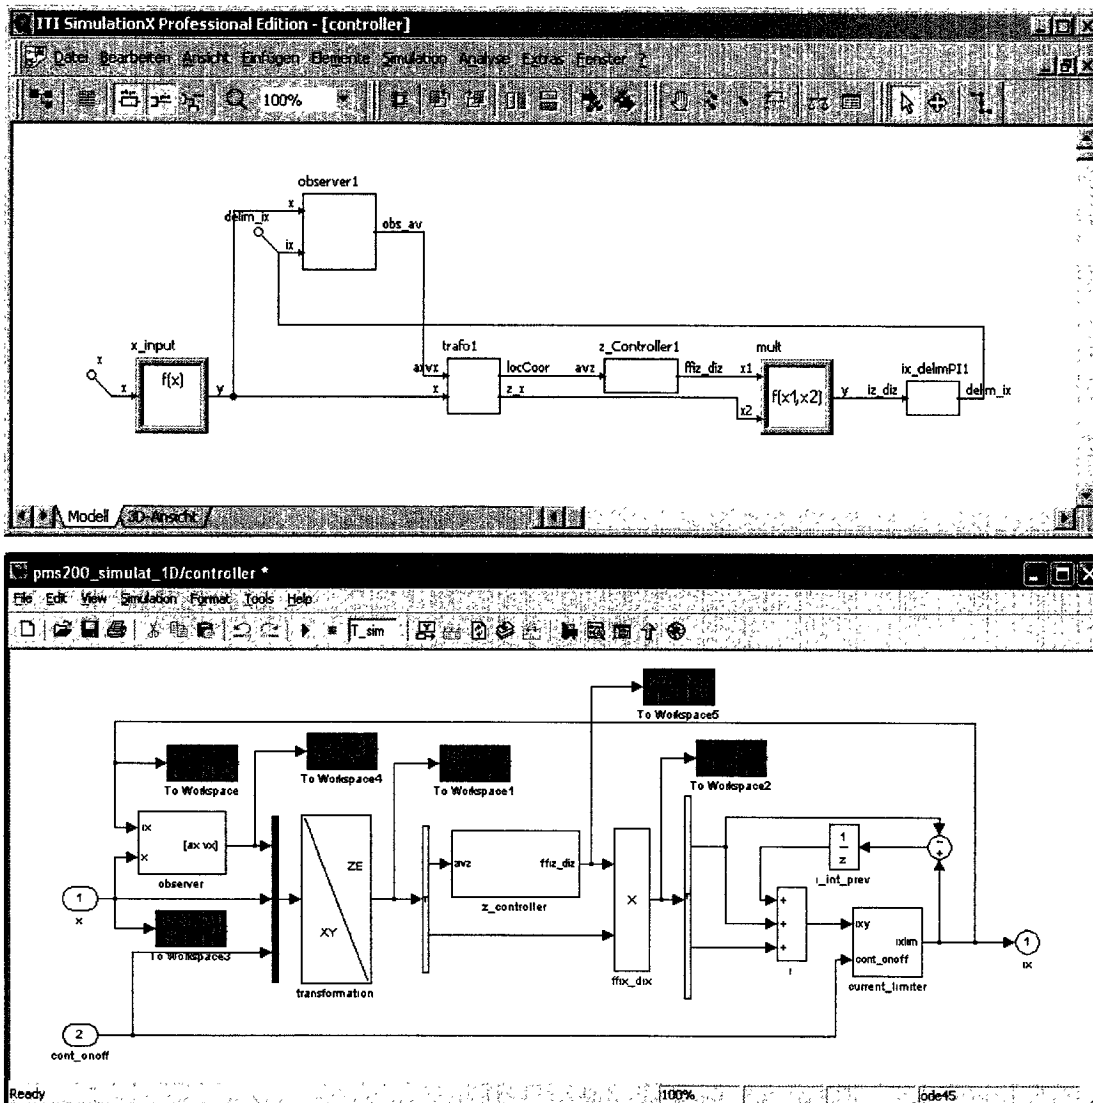 ITI SimulationX Professional Edition - [controller]
Datei Bearbeiten Ansicht Einfügen Elemente Simulation Analyse Extras Fenster ?
100%
observer1
x
delim_ix
obs_av
ix
x_input
trafo1
z_Controller1
mult
x
f(x)
axvx
locCoor
avz
ffiz_diz
x1
ix_delimPI1
x
y
x
z_x
x2
f(x1,x2)
y
iz_diz
delim_ix
Modell
3D-Ansicht
pms200_simulat_1D/controller *
File Edit View Simulation Format Tools Help
T_sim
To Workspace5
To Workspace
To Workspace4
To Workspace1
To Workspace2
ix
[ax vx]
x
observer
ZE
XY
transformation
avz
ffiz_diz
z_controller
X
ffix_dix
1
z
i_int_prev
-
+
+
+
+
ixy
ixlim
cont_onoff
current_limiter
1
ix
1
x
To Workspace3
2
cont_onoff
Ready
100%
ode45